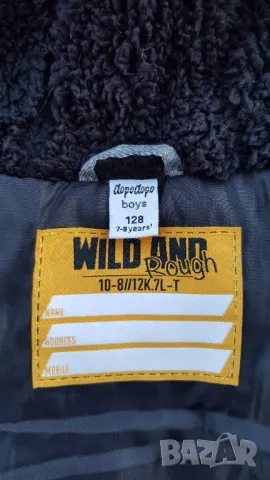 dopodopo
boys
128
7-8 years'
WILD AND
Rough
10-8//12K.7L-T
NAME
ADDRESS
MOBILE
BAZAR
bg